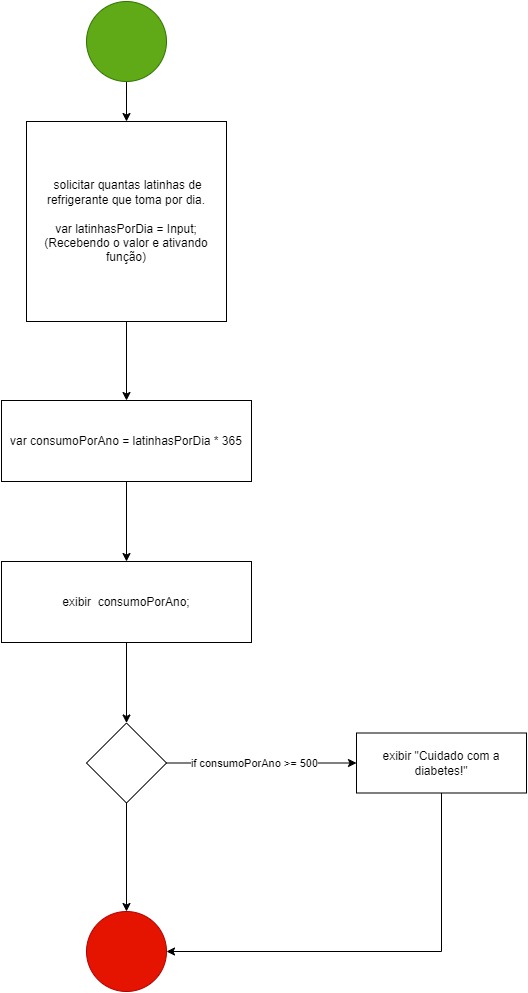 solicitar quantas latinhas de
refrigerante que toma por dia.
var latinhasPorDia = Input;
(Recebendo o valor e ativando
função)
var consumoPorAno = latinhasPorDia * 365
exibir  consumoPorAno;
if consumoPorAno >= 500
exibir "Cuidado com a
diabetes!"